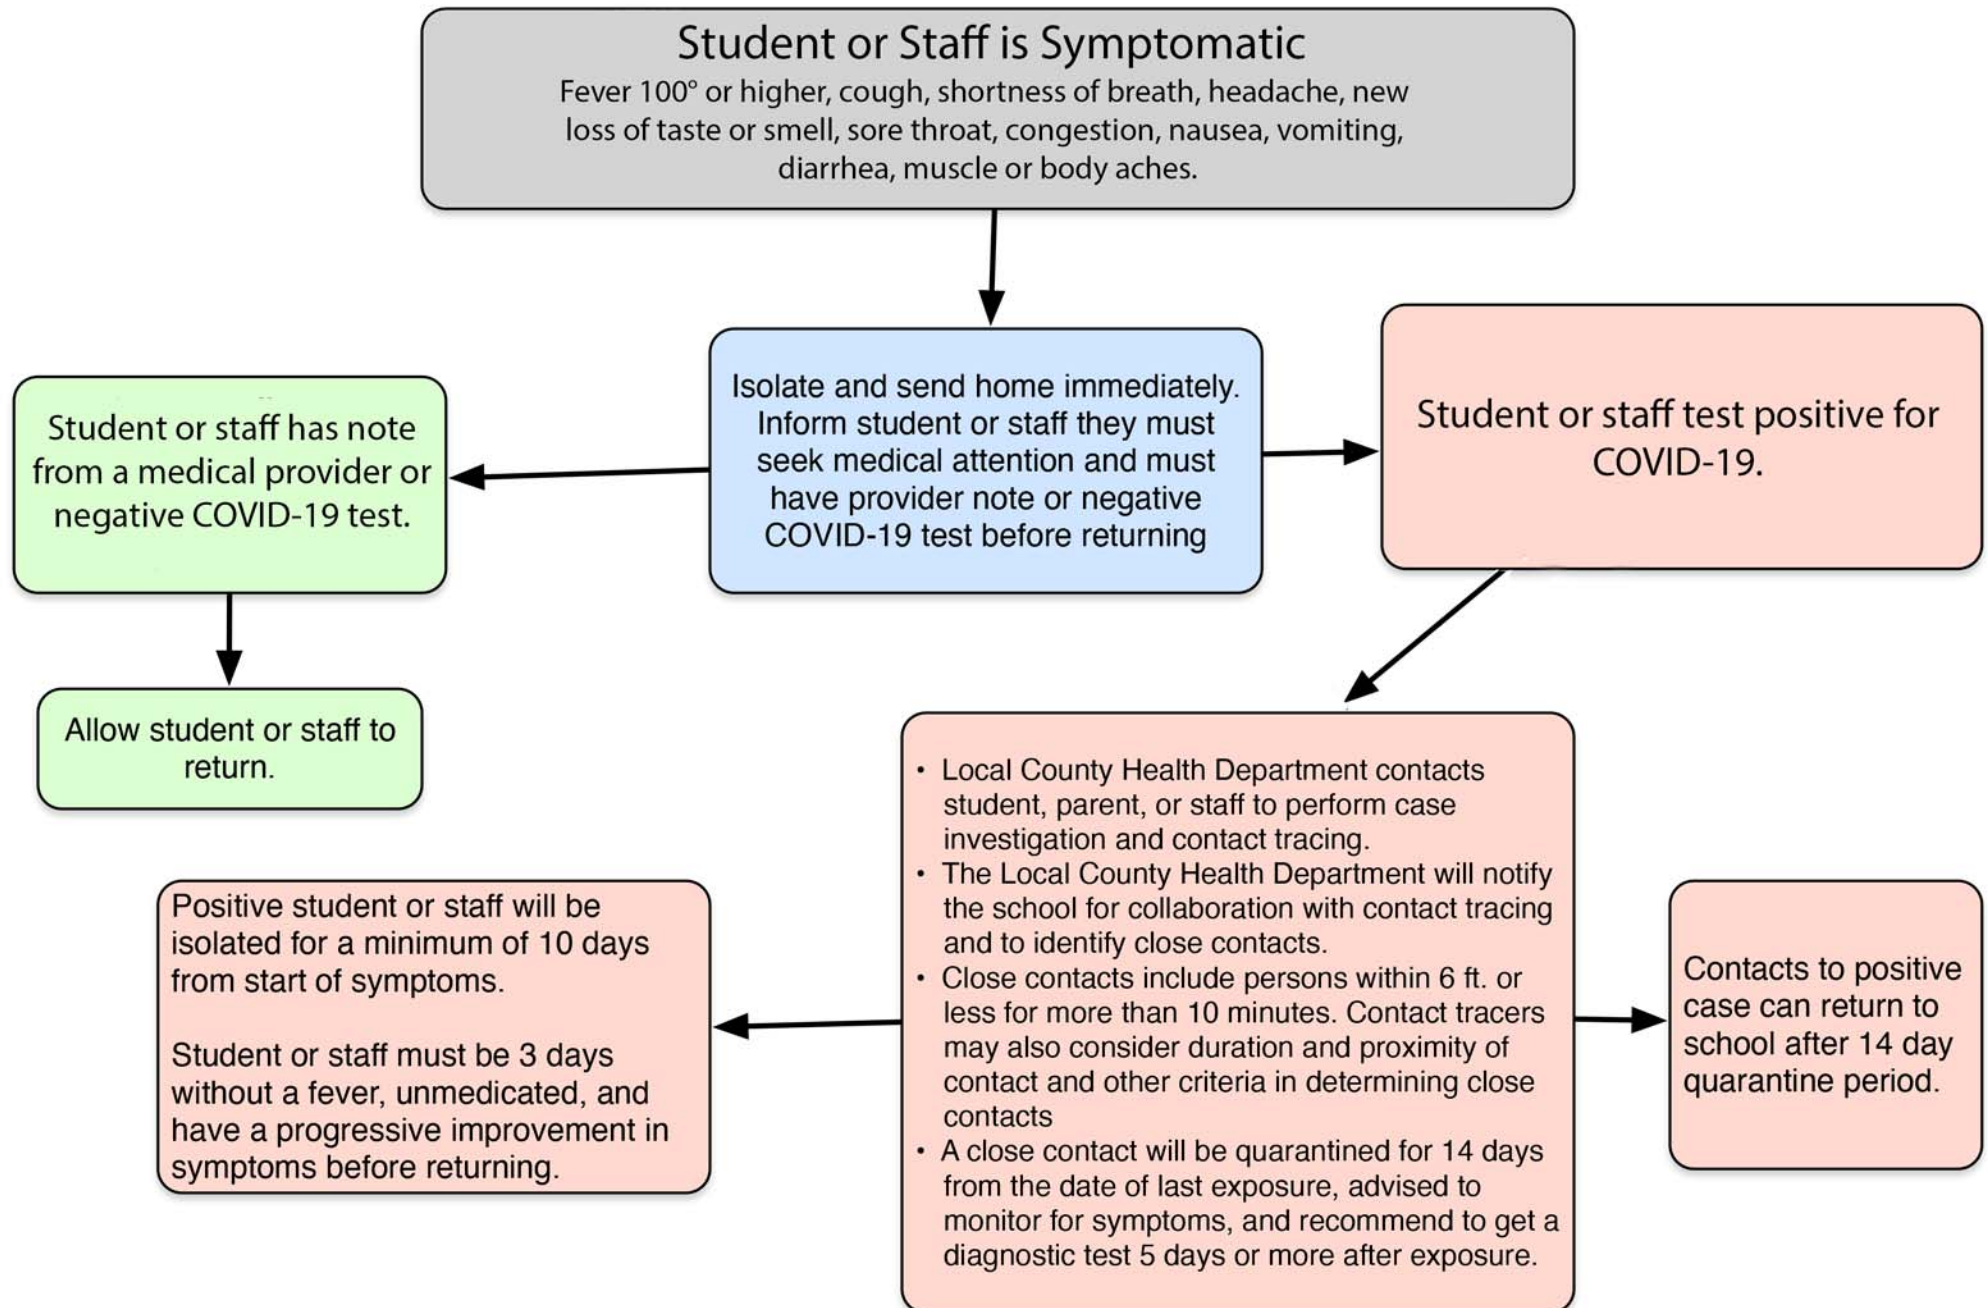 Student or Staff is Symptomatic
Fever 100° or higher, cough, shortness of breath, headache, new
loss of taste or smell, sore throat, congestion, nausea, vomiting,
diarrhea, muscle or body aches.
Isolate and send home immediately.
Inform student or staff they must
seek medical attention and must
have provider note or negative
COVID-19 test before returning
Student or staff has note
from a medical provider or
negative COVID-19 test.
Allow student or staff to
return.
Student or staff test positive for
COVID-19.
• Local County Health Department contacts
student, parent, or staff to perform case
investigation and contact tracing.
• The Local County Health Department will notify
the school for collaboration with contact tracing
and to identify close contacts.
• Close contacts include persons within 6 ft. or
less for more than 10 minutes. Contact tracers
may also consider duration and proximity of
contact and other criteria in determining close
contacts
• A close contact will be quarantined for 14 days
from the date of last exposure, advised to
monitor for symptoms, and recommend to get a
diagnostic test 5 days or more after exposure.
Positive student or staff will be
isolated for a minimum of 10 days
from start of symptoms.
Student or staff must be 3 days
without a fever, unmedicated, and
have a progressive improvement in
symptoms before returning.
Contacts to positive
case can return to
school after 14 day
quarantine period.